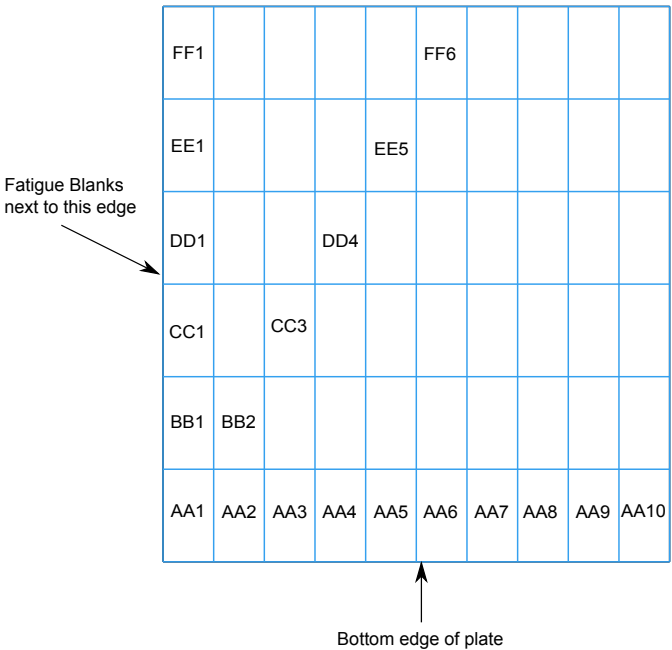 FF1 FF6
EE1 EE5
Fatigue Blanks
next to this edge
DD1 DD4
CC1 CC3
BB1 BB2
AA1 AA2 AA3 AA4 AA5 AA6 AA7 AA8 AA9 AA10
Bottom edge of plate